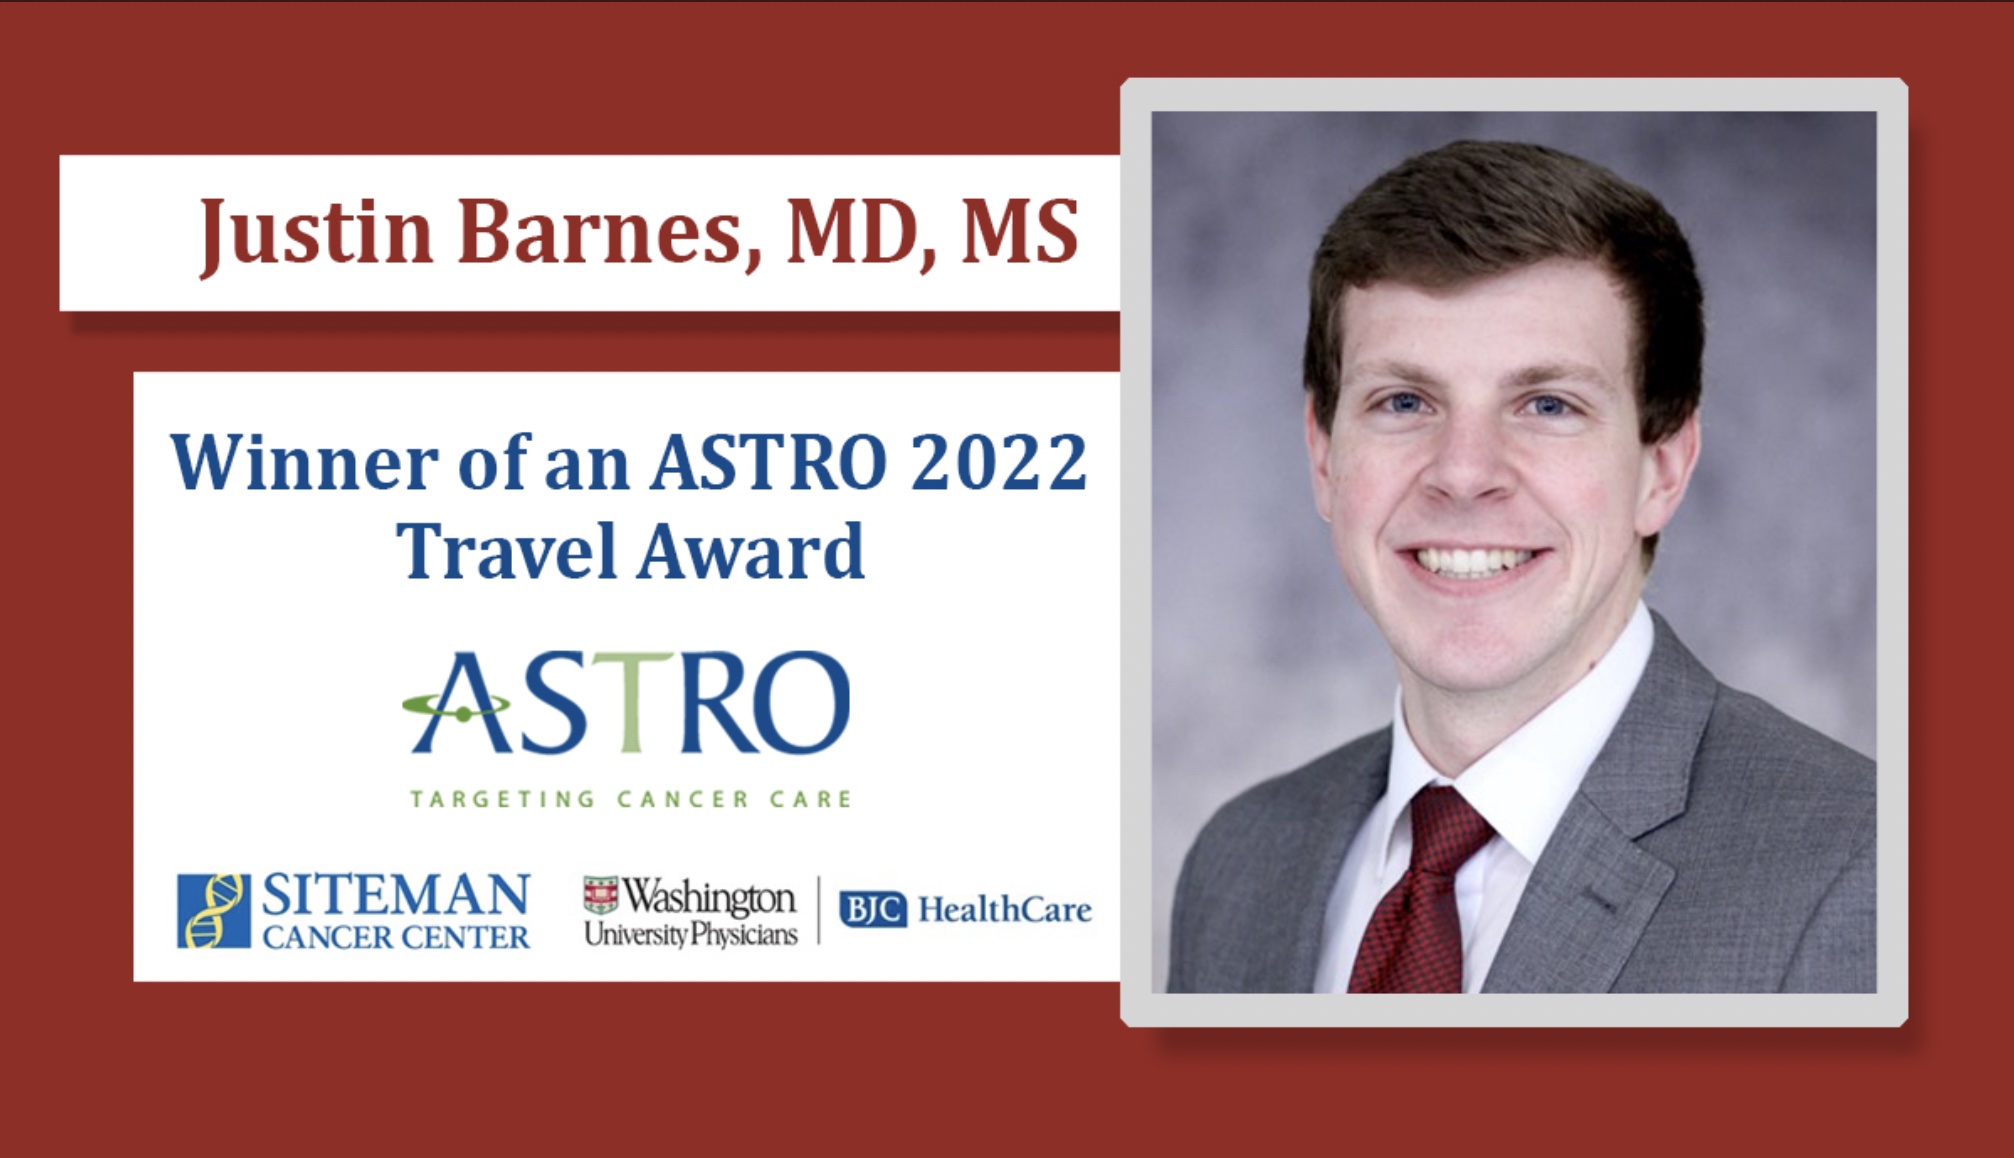 Justin Barnes, MD, MS
Winner of an ASTRO 2022
Travel Award
ASTRO
TARGETING CANCER CARE
SITEMAN
CANCER CENTER
Washington
University Physicians
BJC HealthCare